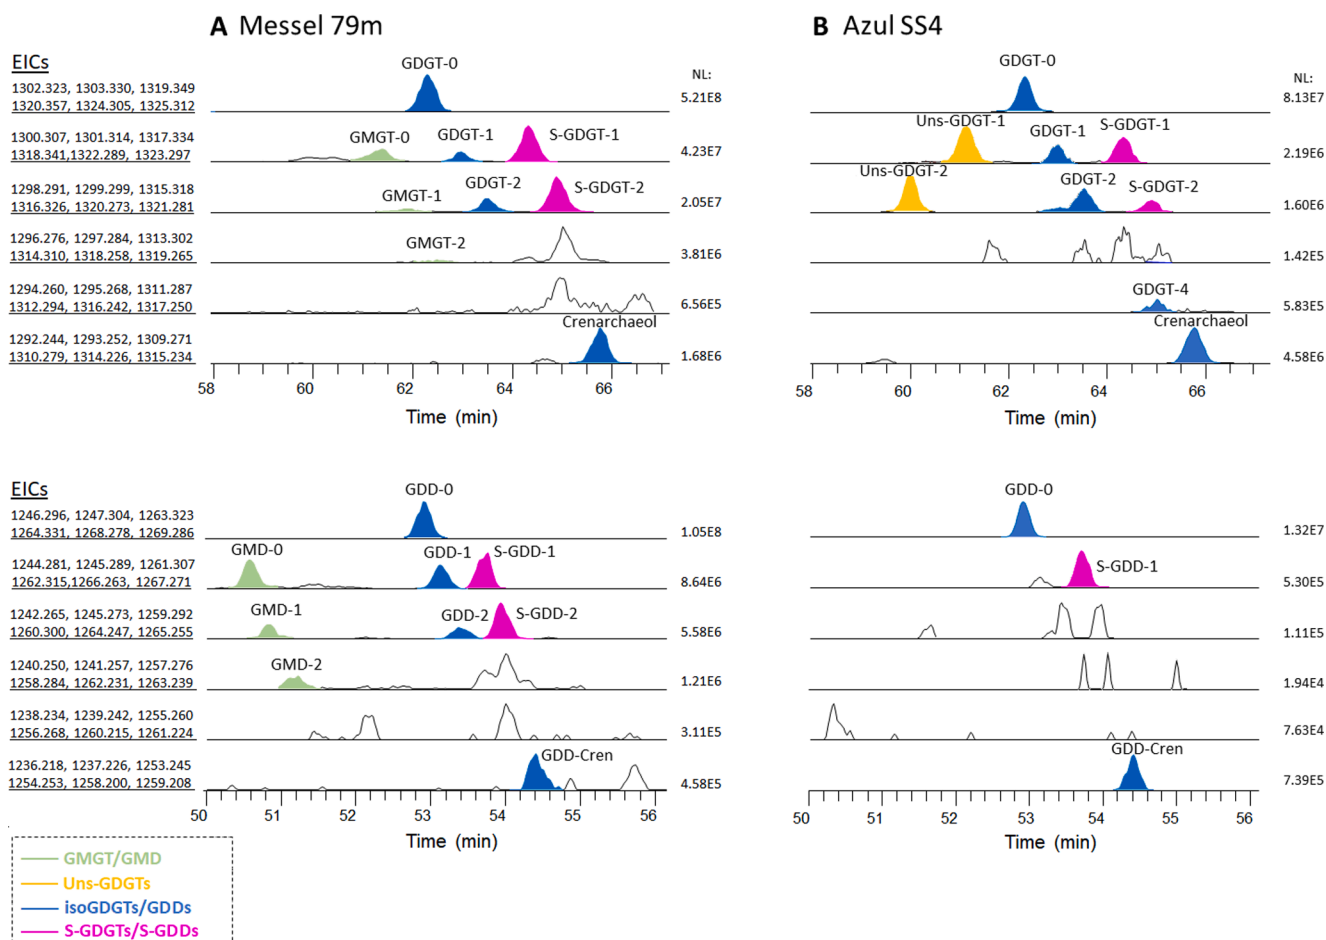 A Messel 79m
B Azul SS4
EICs
NL:
NL:
GDGT-0
GDGT-0
1302.323, 1303.330, 1319.349
1320.357, 1324.305, 1325.312
5.21E8
8.13E7
1300.307, 1301.314, 1317.334
1318.341,1322.289, 1323.297
GMGT-0
GDGT-1
S-GDGT-1
4.23E7
Uns-GDGT-1
GDGT-1
S-GDGT-1
2.19E6
1298.291, 1299.299, 1315.318
1316.326, 1320.273, 1321.281
GMGT-1
GDGT-2
S-GDGT-2
2.05E7
Uns-GDGT-2
GDGT-2
S-GDGT-2
1.60E6
1296.276, 1297.284, 1313.302
1314.310, 1318.258, 1319.265
GMGT-2
3.81E6
1.42E5
1294.260, 1295.268, 1311.287
1312.294, 1316.242, 1317.250
6.56E5
GDGT-4
5.83E5
1292.244, 1293.252, 1309.271
1310.279, 1314.226, 1315.234
Crenarchaeol
1.68E6
Crenarchaeol
4.58E6
58 60 62 64 66
58 60 62 64 66
Time (min)
Time (min)
EICs
GDD-0
GDD-0
1246.296, 1247.304, 1263.323
1264.331, 1268.278, 1269.286
1.05E8
1.32E7
1244.281, 1245.289, 1261.307
1262.315,1266.263, 1267.271
GMD-0
GDD-1
S-GDD-1
8.64E6
S-GDD-1
5.30E5
1242.265, 1245.273, 1259.292
1260.300, 1264.247, 1265.255
GMD-1
GDD-2
S-GDD-2
5.58E6
1.11E5
1240.250, 1241.257, 1257.276
1258.284, 1262.231, 1263.239
GMD-2
1.21E6
1.94E4
1238.234, 1239.242, 1255.260
1256.268, 1260.215, 1261.224
3.11E5
7.63E4
1236.218, 1237.226, 1253.245
1254.253, 1258.200, 1259.208
GDD-Cren
4.58E5
GDD-Cren
7.39E5
50 51 52 53 54 55 56
50 51 52 53 54 55 56
Time (min)
Time (min)
GMGT/GMD
Uns-GDGTs
isoGDGTs/GDDs
S-GDGTs/S-GDDs